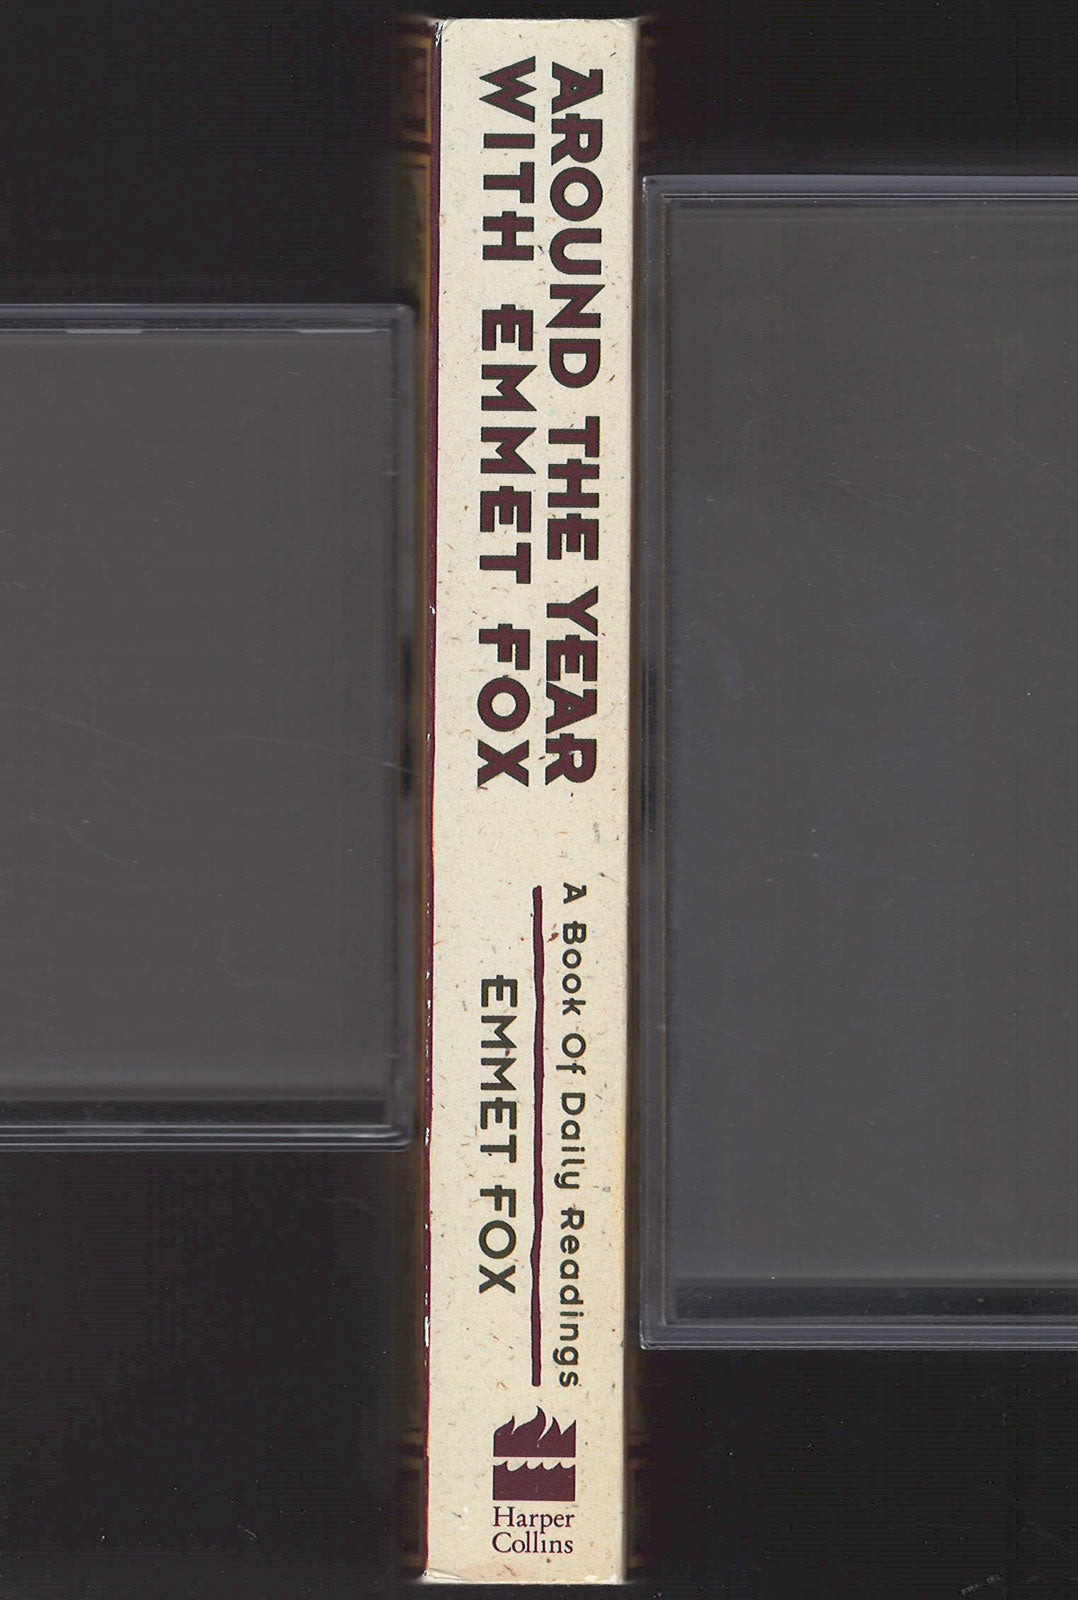 AROUND THE YEAR
WITH EMMET FOX
A Book Of Daily Readings
EMMET FOX
Harper
Collins